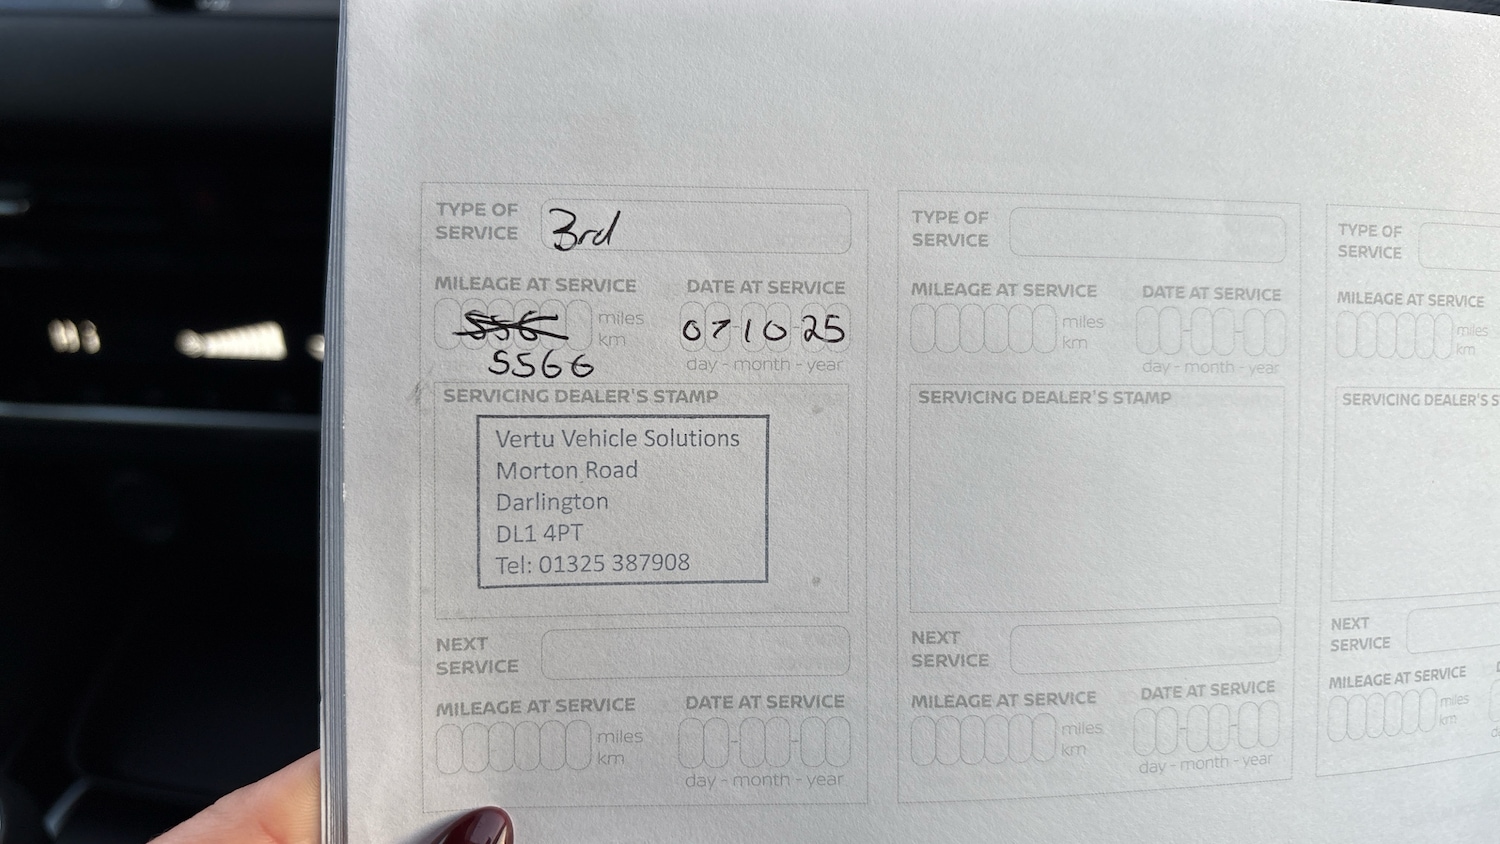 TYPE OF SERVICE 3rd
MILEAGE AT SERVICE
556
miles
km
5566
DATE AT SERVICE
07-10-25
day - month - year
SERVICING DEALER'S STAMP
Vertu Vehicle Solutions
Morton Road
Darlington
DL1 4PT
Tel: 01325 387908
NEXT SERVICE
MILEAGE AT SERVICE
miles
km
DATE AT SERVICE
day - month - year
TYPE OF SERVICE
MILEAGE AT SERVICE
miles
km
DATE AT SERVICE
day - month - year
SERVICING DEALER'S STAMP
NEXT SERVICE
MILEAGE AT SERVICE
miles
km
DATE AT SERVICE
day - month - year
TYPE OF SERVICE
MILEAGE AT SERVICE
miles
km
SERVICING DEALER'S S
NEXT SERVICE
MILEAGE AT SERVICE
miles
km